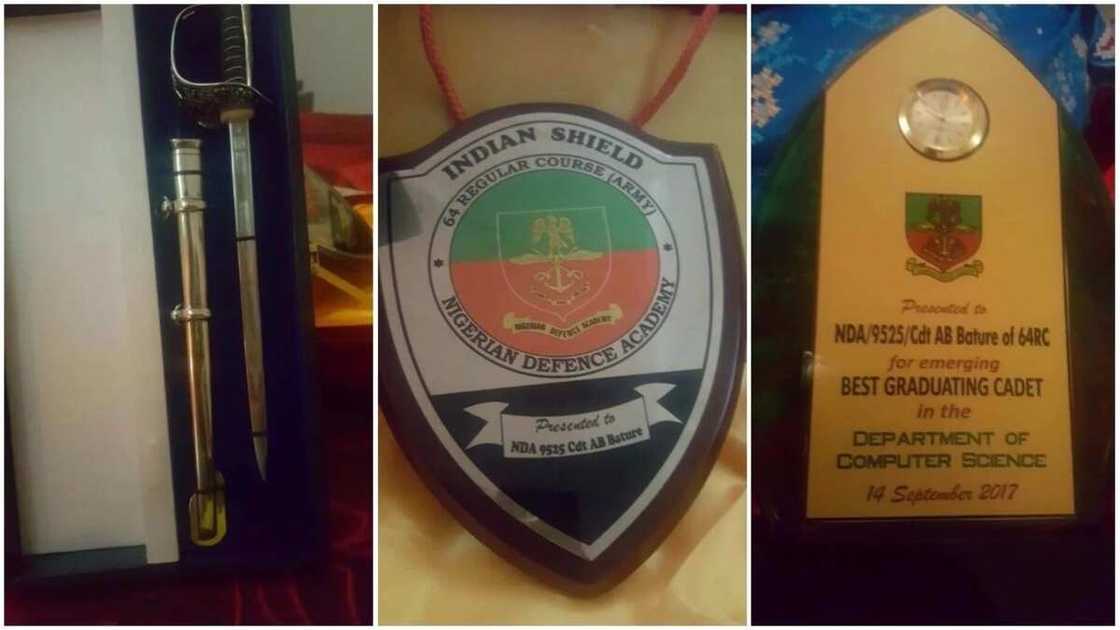 INDIAN SHIELD
64 REGULAR COURSE (ARMY)
NIGERIAN DEFENCE ACADEMY
NIGERIAN DEFENCE ACADEMY
Presented to
NDA 9525 Cdt AB Bature
Presented to
NDA/9525/Cdt AB Bature of 64RC
for emerging
BEST GRADUATING CADET
in the
DEPARTMENT OF
COMPUTER SCIENCE
14 September 2017